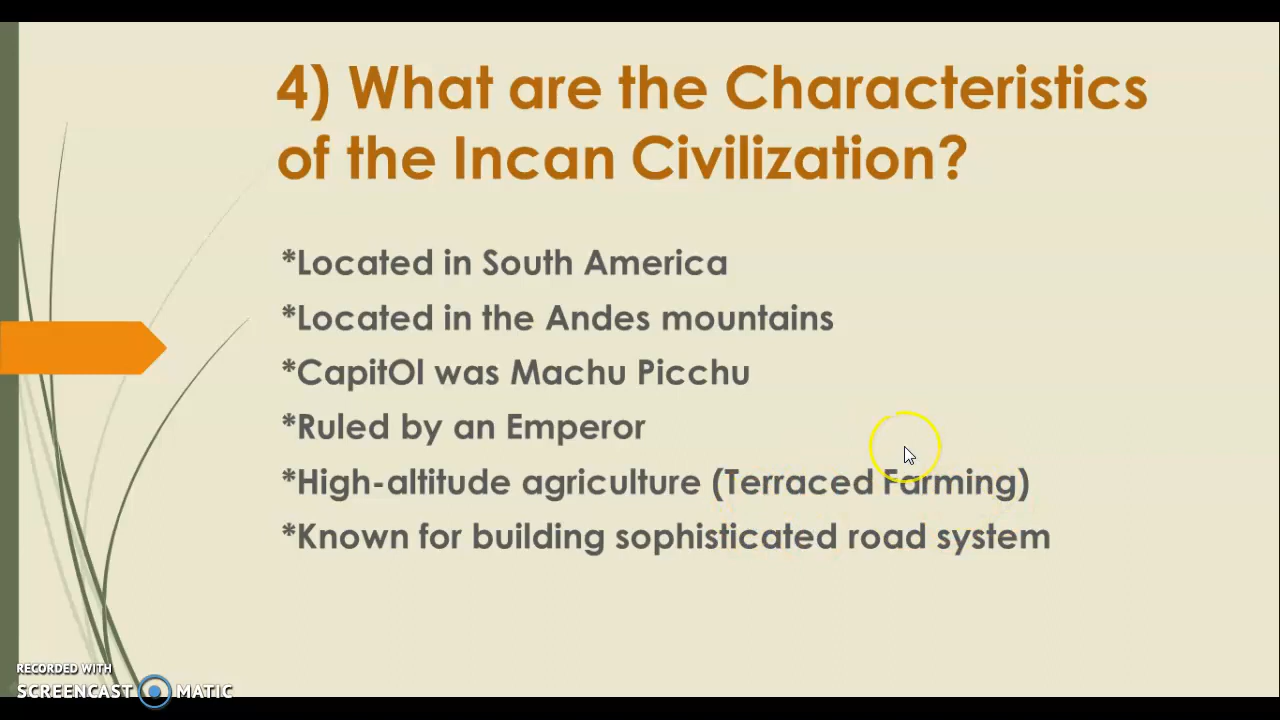 4) What are the Characteristics
of the Incan Civilization?
*Located in South America
*Located in the Andes mountains
*CapitOl was Machu Picchu
*Ruled by an Emperor
*High-altitude agriculture (Terraced Farming)
*Known for building sophisticated road system
RECORDED WITH
SCREENCAST MATIC